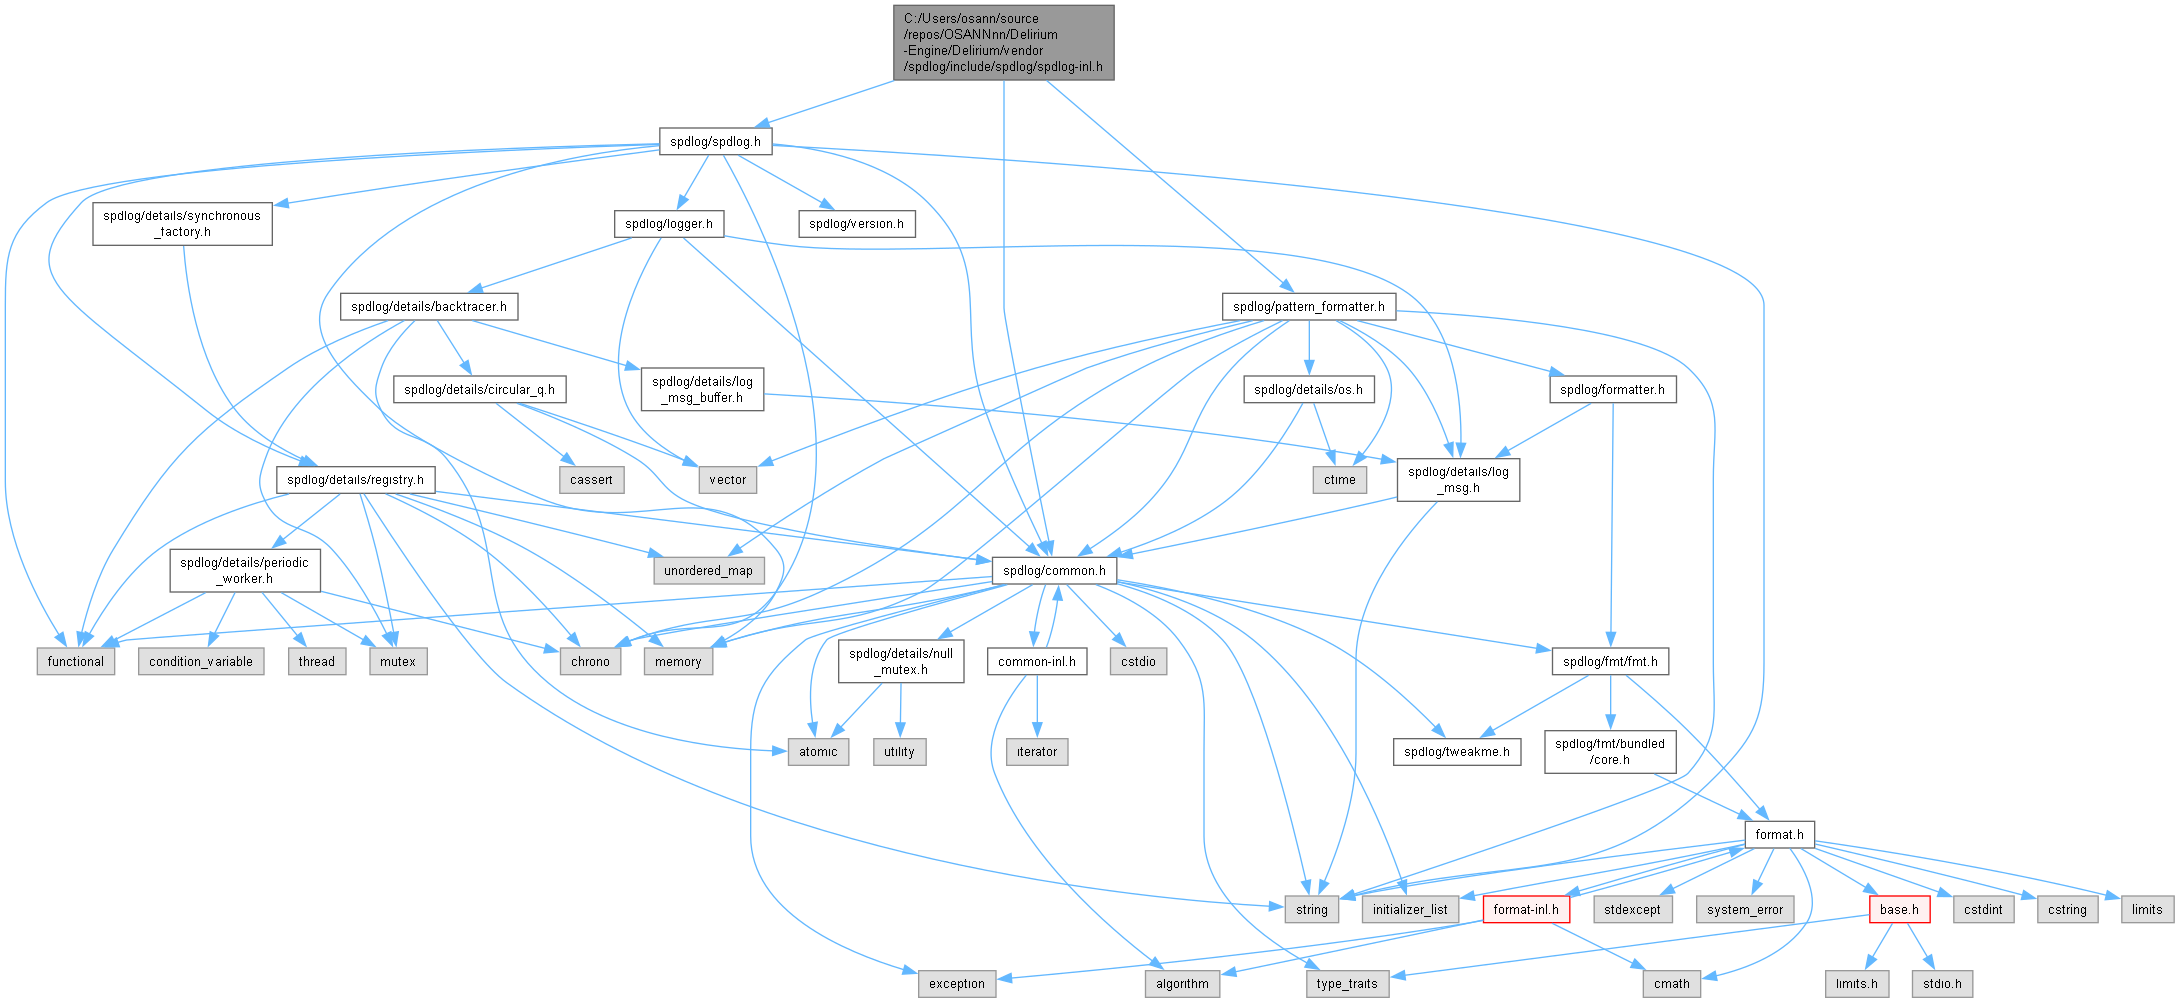 C:/Users/osann/source
/repos/OSANNnn/Delirium
-Engine/Delirium/vendor
/spdlog/include/spdlog/spdlog-inl.h
spdlog/spdlog.h
spdlog/details/synchronous
_factory.h
spdlog/logger.h
spdlog/version.h
spdlog/details/backtracer.h
spdlog/pattern_formatter.h
spdlog/details/circular_q.h
spdlog/details/log
_msg_buffer.h
spdlog/details/os.h
spdlog/formatter.h
spdlog/details/registry.h
cassert
vector
ctime
spdlog/details/log
_msg.h
spdlog/details/periodic
_worker.h
unordered_map
spdlog/common.h
functional
condition_variable
thread
mutex
chrono
memory
spdlog/details/null
_mutex.h
common-inl.h
cstdio
spdlog/fmt/fmt.h
atomic
utility
iterator
spdlog/tweakme.h
spdlog/fmt/bundled
/core.h
format.h
string
initializer_list
format-inl.h
stdexcept
system_error
base.h
cstdint
cstring
limits
exception
algorithm
type_traits
cmath
limits.h
stdio.h